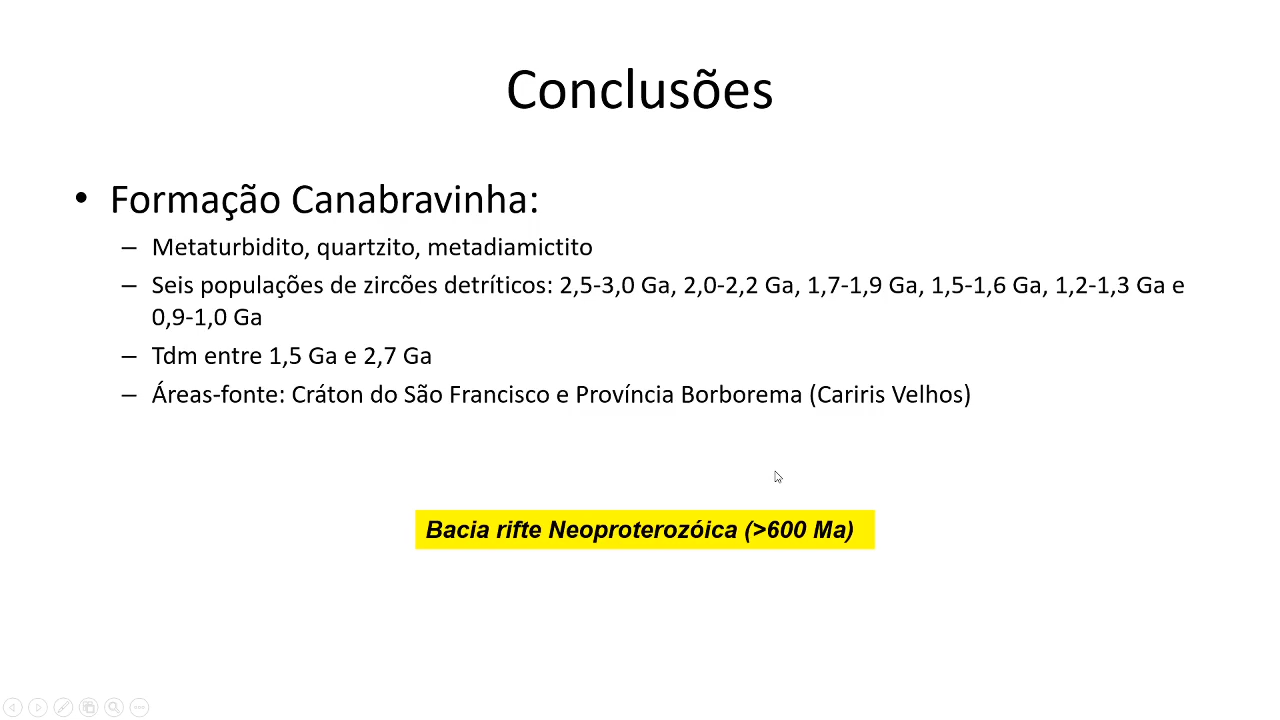 Conclusões
• Formação Canabravinha:
– Metaturbidito, quartzito, metadiamictito
– Seis populações de zircões detríticos: 2,5-3,0 Ga, 2,0-2,2 Ga, 1,7-1,9 Ga, 1,5-1,6 Ga, 1,2-1,3 Ga e
0,9-1,0 Ga
– Tdm entre 1,5 Ga e 2,7 Ga
– Áreas-fonte: Cráton do São Francisco e Província Borborema (Cariris Velhos)
Bacia rifte Neoproterozóica (>600 Ma)